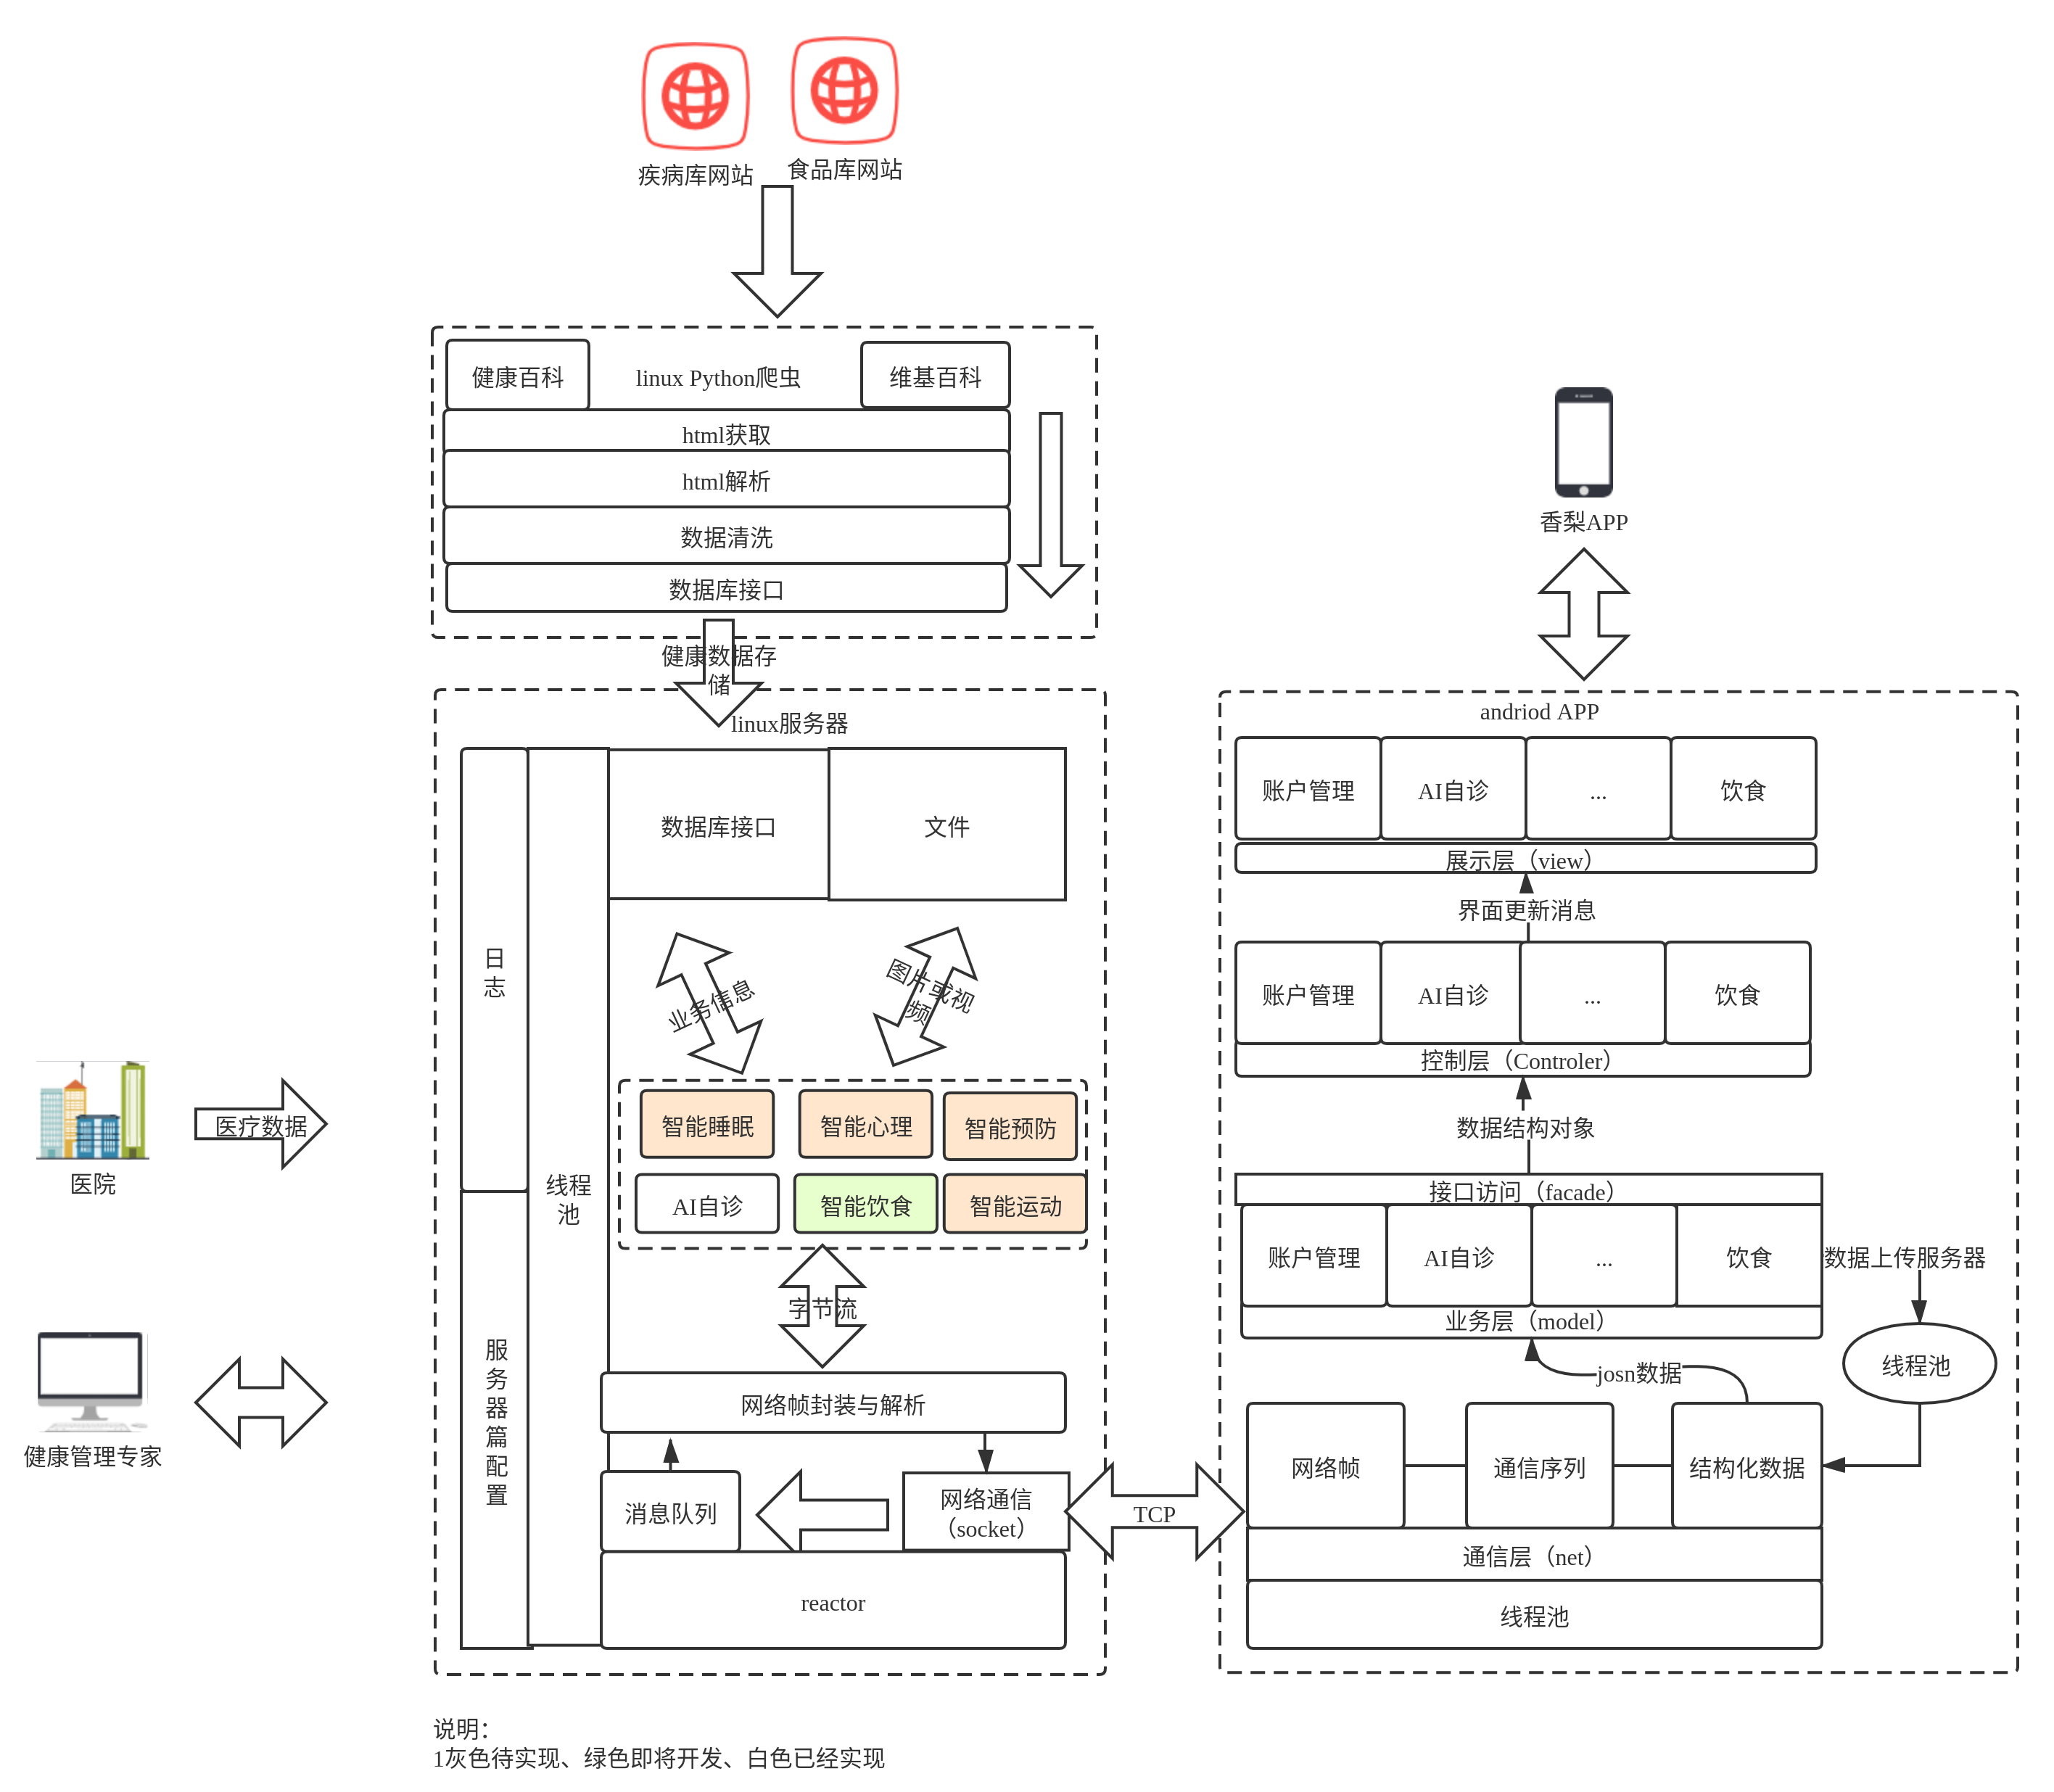 疾病库网站
食品库网站
健康百科
linux Python爬虫
维基百科
html获取
html解析
数据清洗
数据库接口
健康数据存
储
linux服务器
数据库接口
文件
日
志
线程
池
服
务
器
篇
配
置
业务信息
图片或视
频
智能睡眠
智能心理
智能预防
AI自诊
智能饮食
智能运动
字节流
网络帧封装与解析
消息队列
网络通信
（socket）
reactor
TCP
医疗数据
医院
健康管理专家
香梨APP
andriod APP
账户管理
AI自诊
...
饮食
展示层（view）
界面更新消息
账户管理
AI自诊
...
饮食
控制层（Controler）
数据结构对象
接口访问（facade）
账户管理
AI自诊
...
饮食
数据上传服务器
业务层（model）
josn数据
线程池
网络帧
通信序列
结构化数据
通信层（net）
线程池
说明：
1灰色待实现、绿色即将开发、白色已经实现